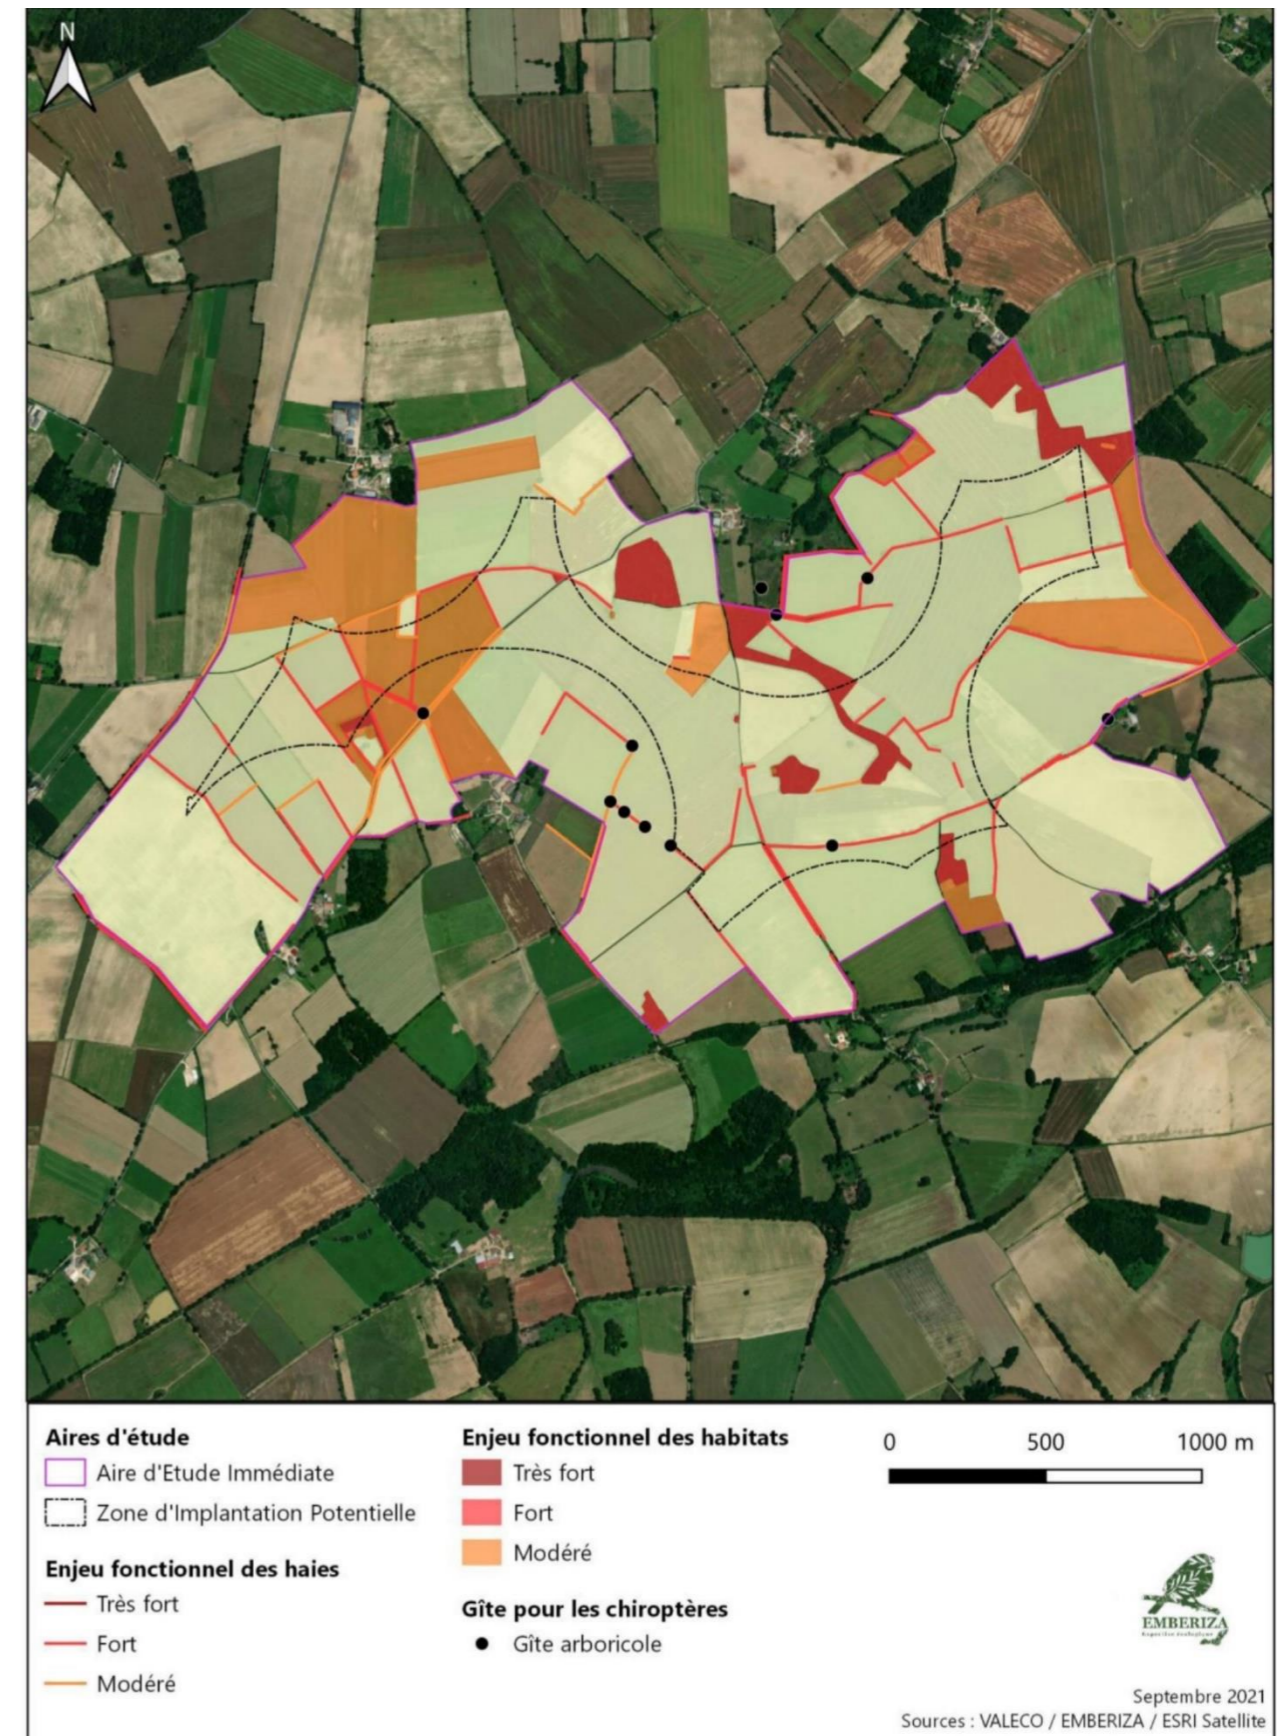 N
Aires d'étude
Aire d'Etude Immédiate
Zone d'Implantation Potentielle
Enjeu fonctionnel des haies
Très fort
Fort
Modéré
Enjeu fonctionnel des habitats
Très fort
Fort
Modéré
Gîte pour les chiroptères
Gîte arboricole
0 500 1000 m
EMBERIZA
Septembre 2021
Sources : VALECO / EMBERIZA / ESRI Satellite